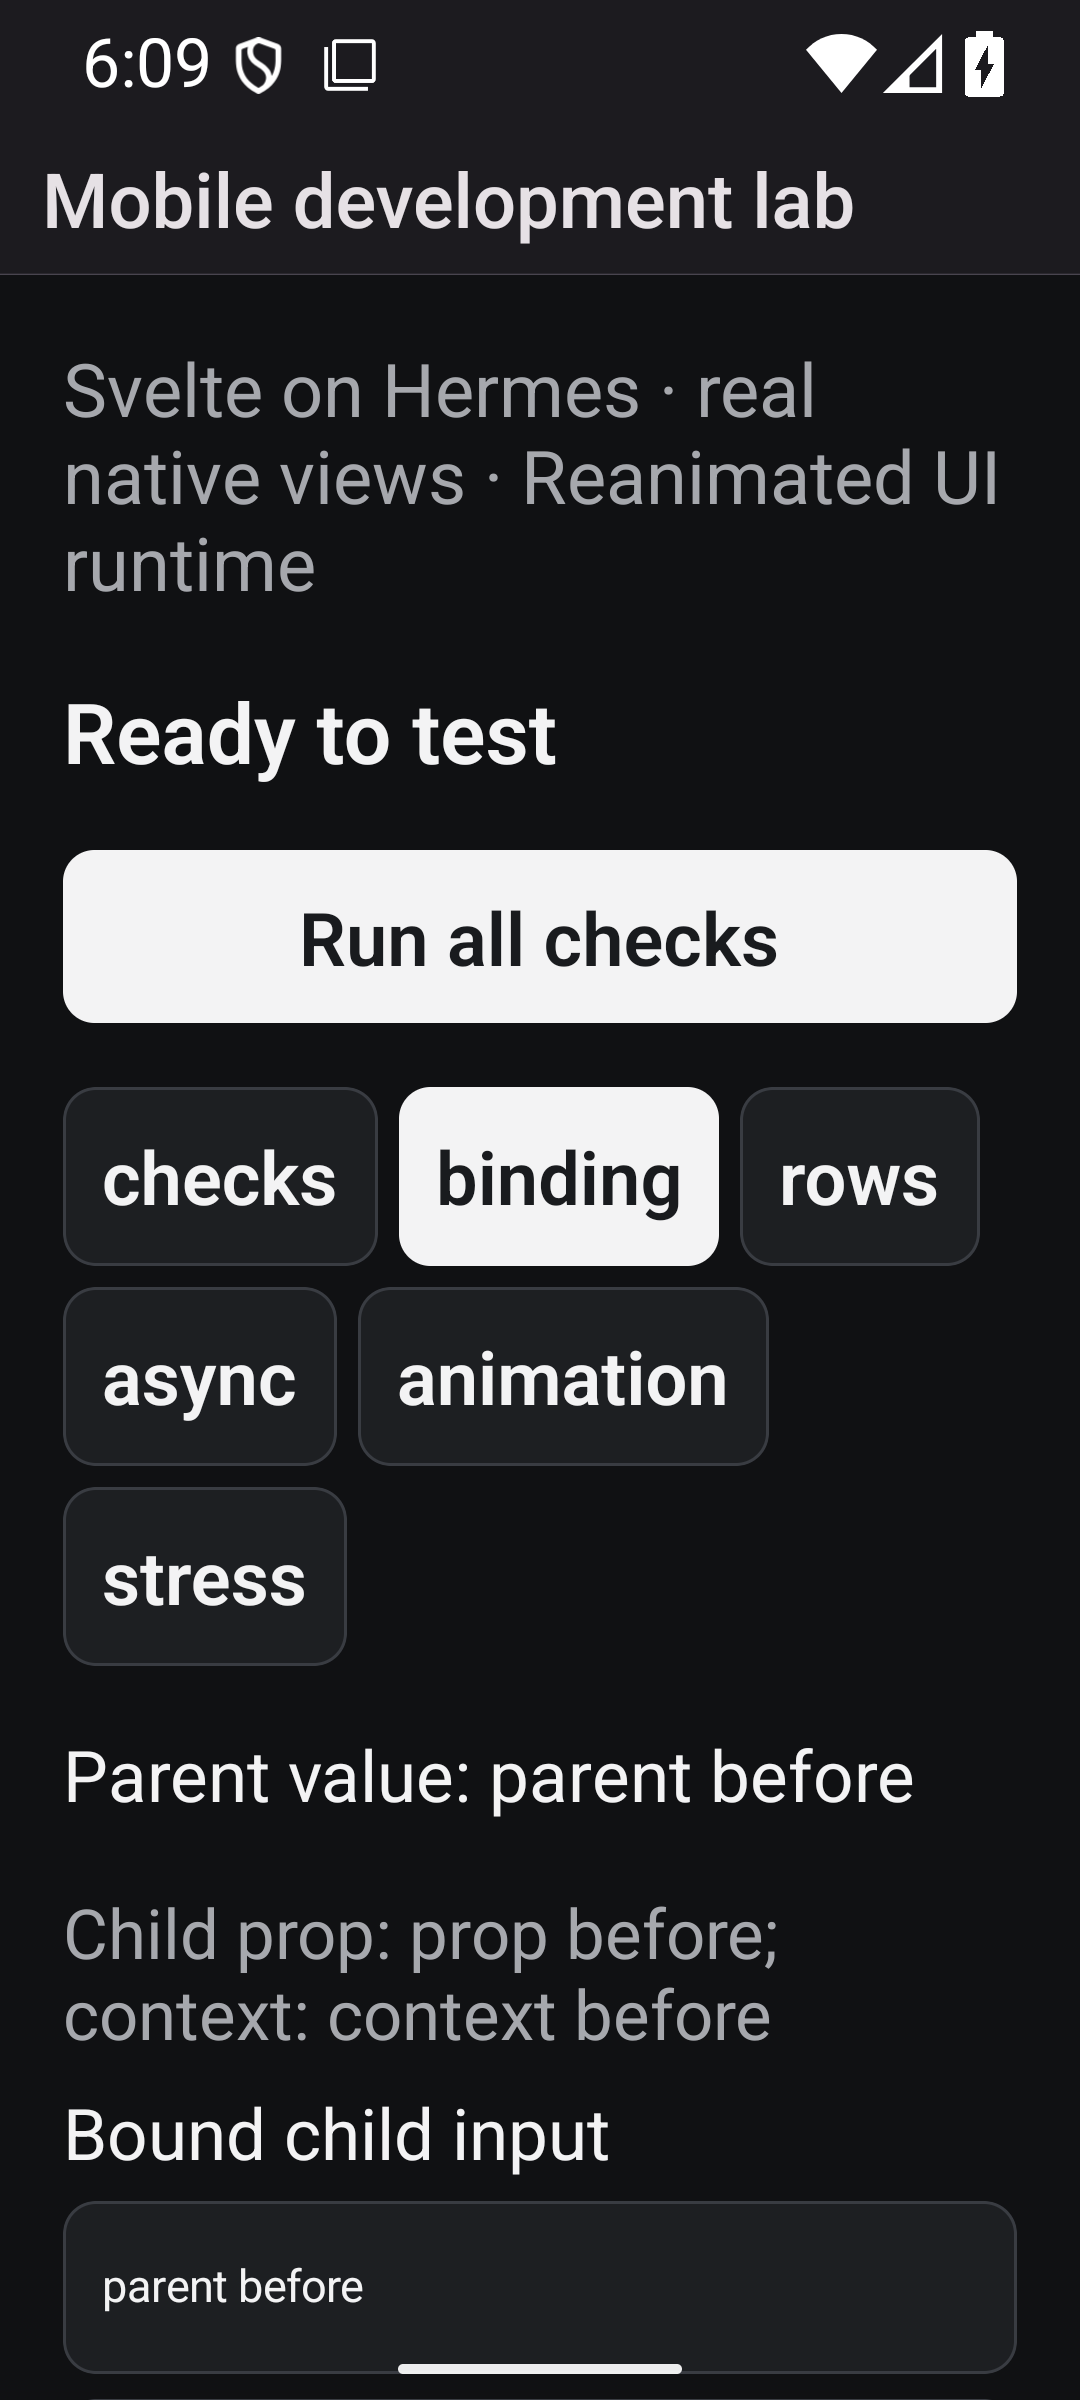 6:09
Mobile development lab
Svelte on Hermes · real
native views · Reanimated UI
runtime
Ready to test
Run all checks
checks binding rows
async animation
stress
Parent value: parent before
Child prop: prop before;
context: context before
Bound child input
parent before